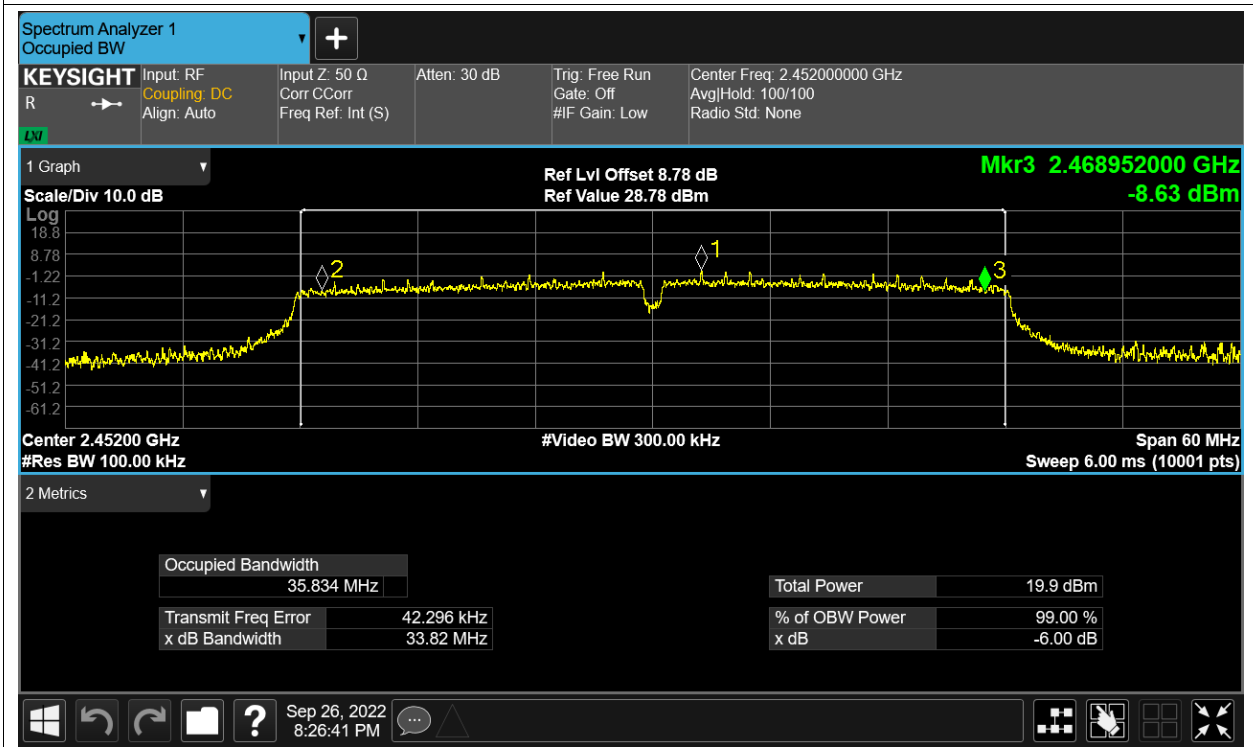 Spectrum Analyzer 1
Occupied BW
KEYSIGHT Input: RF Input Z: 50 Ω Atten: 30 dB Trig: Free Run Center Freq: 2.452000000 GHz
R Coupling: DC Corr CCorr Gate: Off Avg|Hold: 100/100
Align: Auto Freq Ref: Int (S) #IF Gain: Low Radio Std: None
LXI
1 Graph Ref Lvl Offset 8.78 dB Mkr3 2.468952000 GHz
Scale/Div 10.0 dB Ref Value 28.78 dBm -8.63 dBm
Log
18.8
8.78
-1.22
-11.2
-21.2
-31.2
-41.2
-51.2
-61.2
2
1
3
Center 2.45200 GHz #Video BW 300.00 kHz Span 60 MHz
#Res BW 100.00 kHz Sweep 6.00 ms (10001 pts)
2 Metrics
Occupied Bandwidth
35.834 MHz Total Power 19.9 dBm
Transmit Freq Error 42.296 kHz % of OBW Power 99.00 %
x dB Bandwidth 33.82 MHz x dB -6.00 dB
? Sep 26, 2022
8:26:41 PM